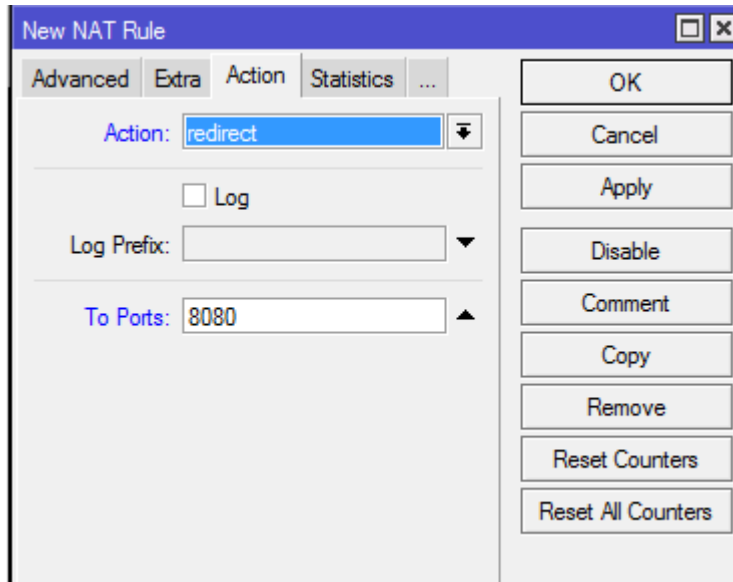 New NAT Rule
Advanced Extra Action Statistics ...
Action: redirect
Log
Log Prefix:
To Ports: 8080
OK
Cancel
Apply
Disable
Comment
Copy
Remove
Reset Counters
Reset All Counters